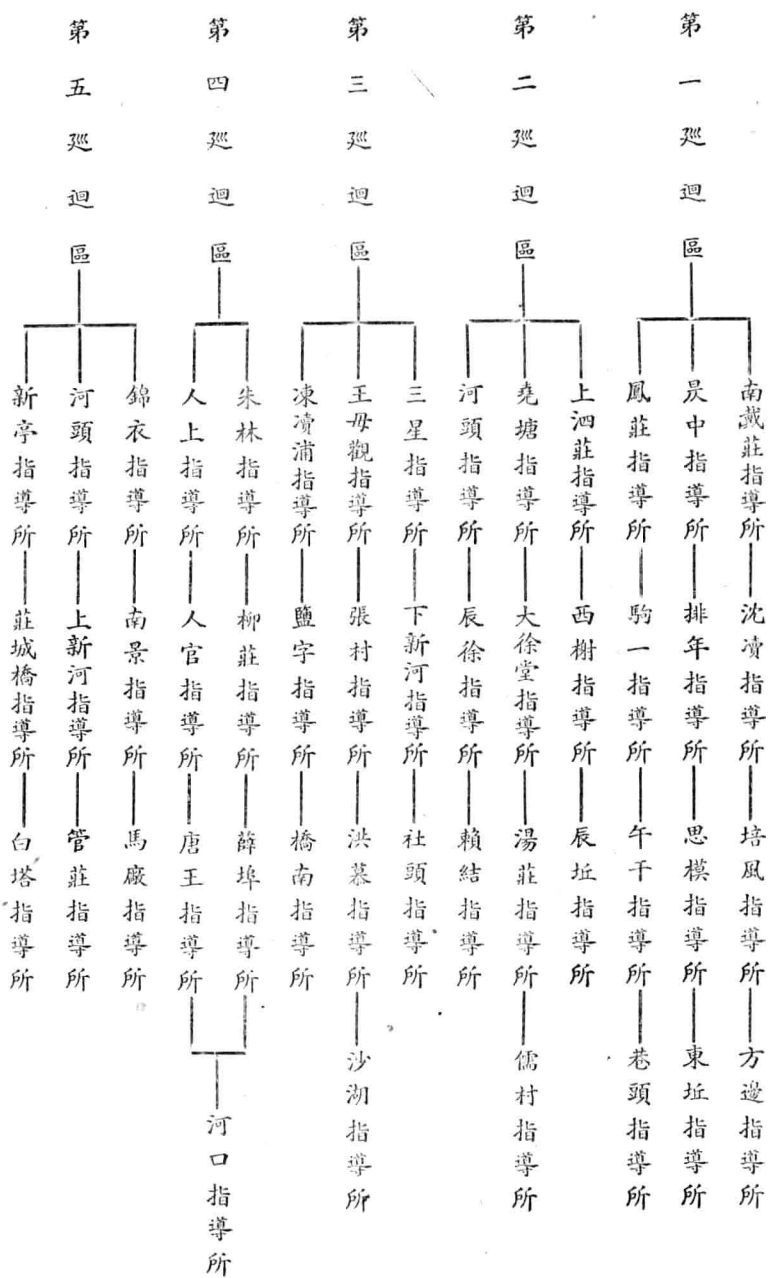 第一廵迴區
南戴莊指導所
沈瀆指導所
培風指導所
方邊指導所
昃中指導所
排年指導所
思模指導所
東坵指導所
鳳莊指導所
駒一指導所
午干指導所
巷頭指導所
第二廵迴區
上泗莊指導所
西榭指導所
辰坵指導所
堯塘指導所
大徐堂指導所
湯莊指導所
儒村指導所
河頭指導所
辰徐指導所
賴結指導所
第三廵迴區
三星指導所
下新河指導所
社頭指導所
王母觀指導所
張村指導所
洪慕指導所
沙湖指導所
凍瀆浦指導所
鹽字指導所
橋南指導所
第四廵迴區
朱林指導所
柳莊指導所
薛埠指導所
人上指導所
人官指導所
唐王指導所
河口指導所
第五廵迴區
錦衣指導所
南景指導所
馬廠指導所
河頭指導所
上新河指導所
管莊指導所
新亭指導所
莊城橋指導所
白塔指導所